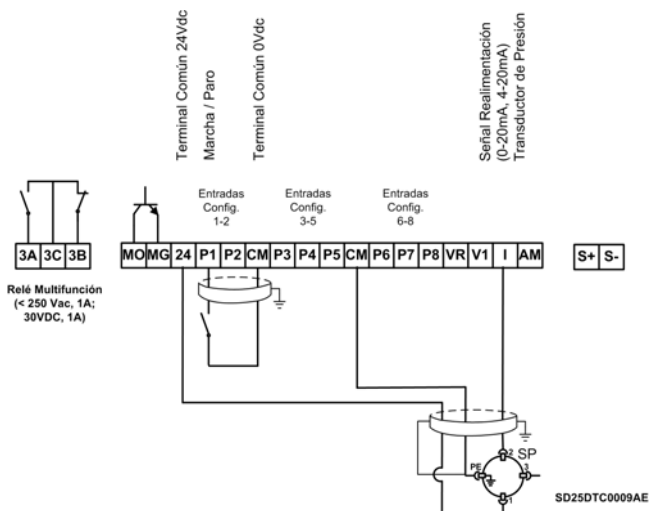 Terminal Común 24Vdc
Marcha / Paro
Terminal Común 0Vdc
Señal Realimentación
(0-20mA, 4-20mA)
Transductor de Presión
Entradas
Config.
1-2
Entradas
Config.
3-5
Entradas
Config.
6-8
3A 3C 3B
MO MG 24 P1 P2 CM P3 P4 P5 CM P6 P7 P8 VR V1 I AM
S+ S-
Relé Multifunción
(< 250 Vac, 1A;
30VDC, 1A)
2 SP
PE 3
1
SD25DTC0009AE